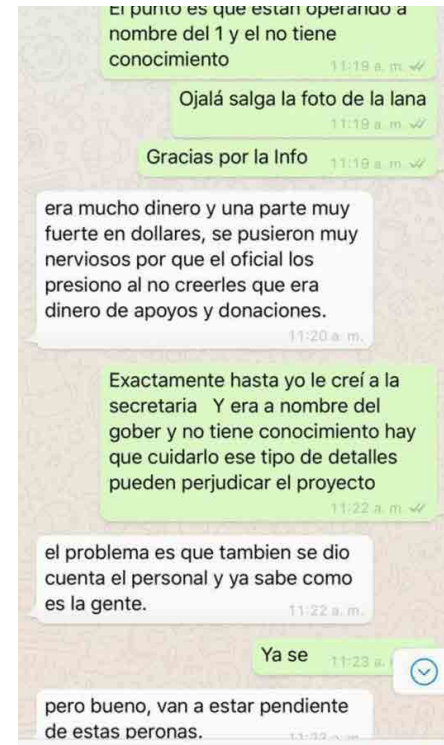 El punto es que están operando a
nombre del 1 y el no tiene
conocimiento
11:19 a. m.
Ojalá salga la foto de la lana
11:19 a. m.
Gracias por la Info
11:19 a. m.
era mucho dinero y una parte muy
fuerte en dollares, se pusieron muy
nerviosos por que el oficial los
presiono al no creerles que era
dinero de apoyos y donaciones.
11:20 a. m.
Exactamente hasta yo le creí a la
secretaria Y era a nombre del
gober y no tiene conocimiento hay
que cuidarlo ese tipo de detalles
pueden perjudicar el proyecto
11:22 a. m.
el problema es que tambien se dio
cuenta el personal y ya sabe como
es la gente.
11:22 a. m.
Ya se
11:23 a.
pero bueno, van a estar pendiente
de estas peronas.